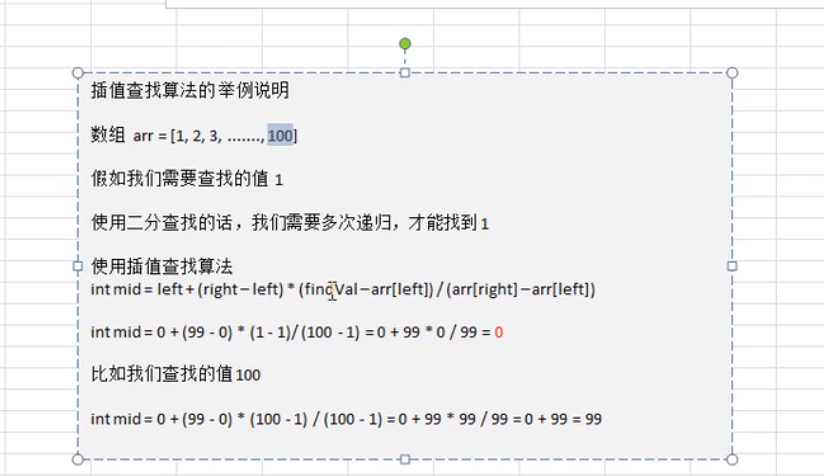 插值查找算法的举例说明
数组 arr = [1, 2, 3, ......., 100]
假如我们需要查找的值 1
使用二分查找的话，我们需要多次递归，才能找到 1
使用插值查找算法
int mid = left + (right – left) * (findVal – arr[left]) / (arr[right] – arr[left])
int mid = 0 + (99 - 0) * (1 - 1)/ (100 - 1) = 0 + 99 * 0 / 99 = 0
比如我们查找的值 100
int mid = 0 + (99 - 0) * (100 - 1) / (100 - 1) = 0 + 99 * 99 / 99 = 0 + 99 = 99